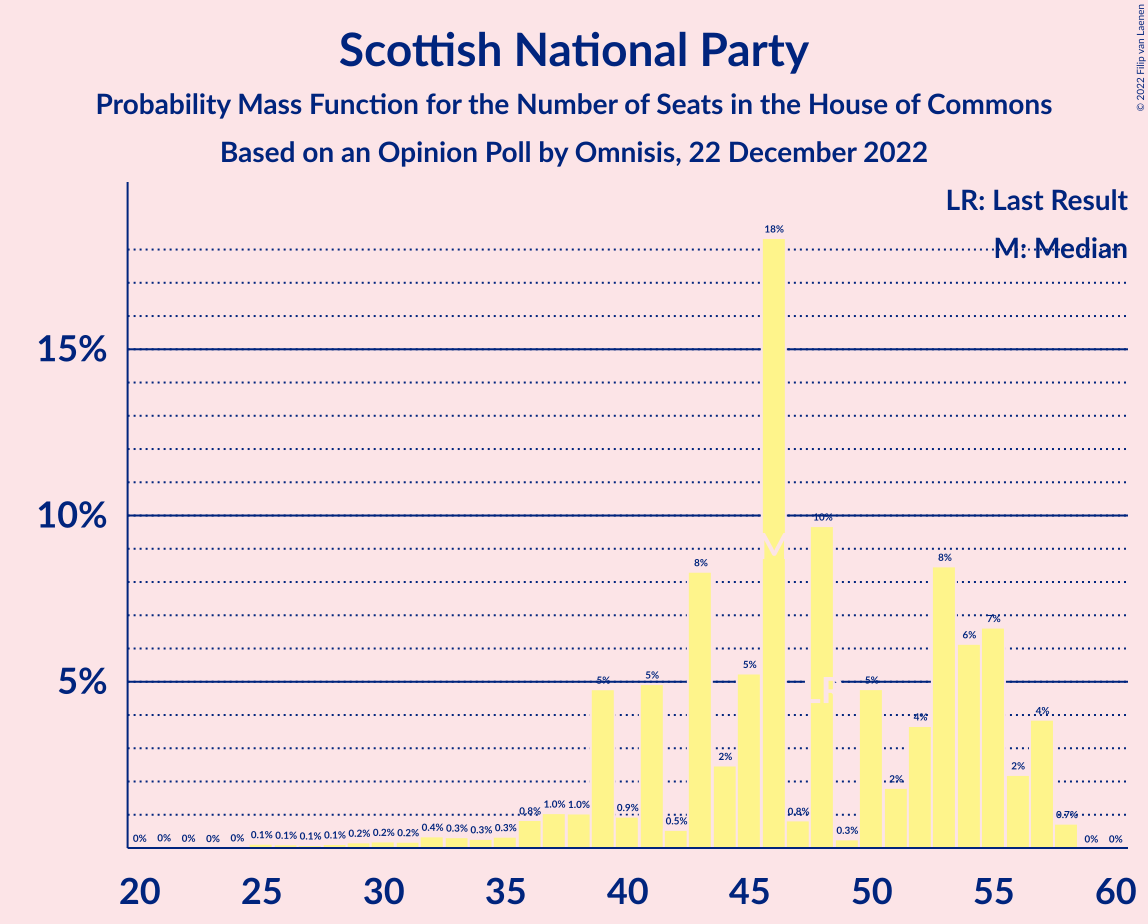 © 2022 Filip van Laenen
Scottish National Party
Probability Mass Function for the Number of Seats in the House of Commons
Based on an Opinion Poll by Omnisis, 22 December 2022
LR: Last Result
M: Median
15%
10%
5%
0% 0% 0% 0% 0% 0.1% 0.1% 0.1% 0.1% 0.2% 0.2% 0.2% 0.4% 0.3% 0.3% 0.3% 0.8% 1.0% 1.0% 5% 0.9% 5% 0.5% 8% 2% 5% 18% 0.8% 10% 0.3% 5% 2% 4% 8% 6% 7% 2% 4% 0.7% 0% 0%
20 25 30 35 40 45 50 55 60